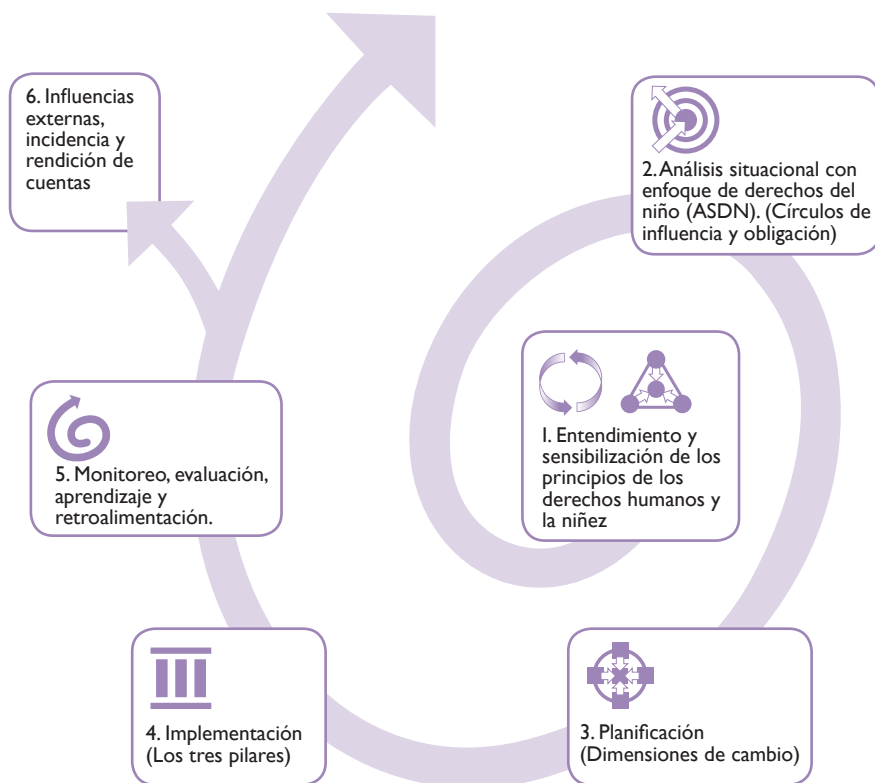 6. Influencias
externas,
incidencia y
rendición de
cuentas
2. Análisis situacional con
enfoque de derechos del
niño (ASDN). (Círculos de
influencia y obligación)
1. Entendimiento y
sensibilización de los
principios de los
derechos humanos y
la niñez
5. Monitoreo, evaluación,
aprendizaje y
retroalimentación.
4. Implementación
(Los tres pilares)
3. Planificación
(Dimensiones de cambio)